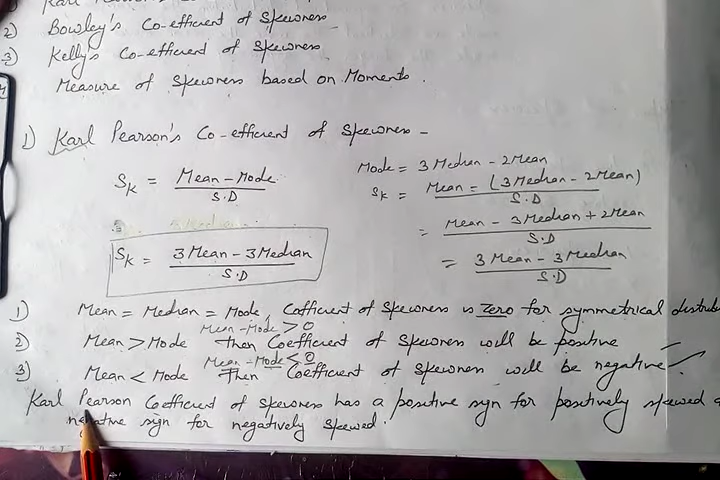 2) Bowley's Co-efficient of Skewness
3) Kelly's Co-efficient of Skewness
Measure of Skewness based on Moments.
1) Karl Pearson's Co-efficient of Skewness -
Sk = Mean - Mode / S.D
Mode = 3 Median - 2 Mean
Sk = Mean = (3 Median - 2 Mean) / S.D
= Mean - 3 Median + 2 Mean / S.D
= 3 Mean - 3 Median / S.D
Sk = 3 Mean - 3 Median / S.D
1) Mean = Median = Mode, Cofficient of Skewness is Zero for symmetrical distribu
Mean - Mode > 0
2) Mean > Mode then Coefficient of Skewness will be positive
Mean - Mode < 0
3) Mean < Mode Then Coefficient of Skewness will be negative
Karl Pearson Coefficient of skewness has a positive syn for positively skewed
negative syn for negatively skewed.